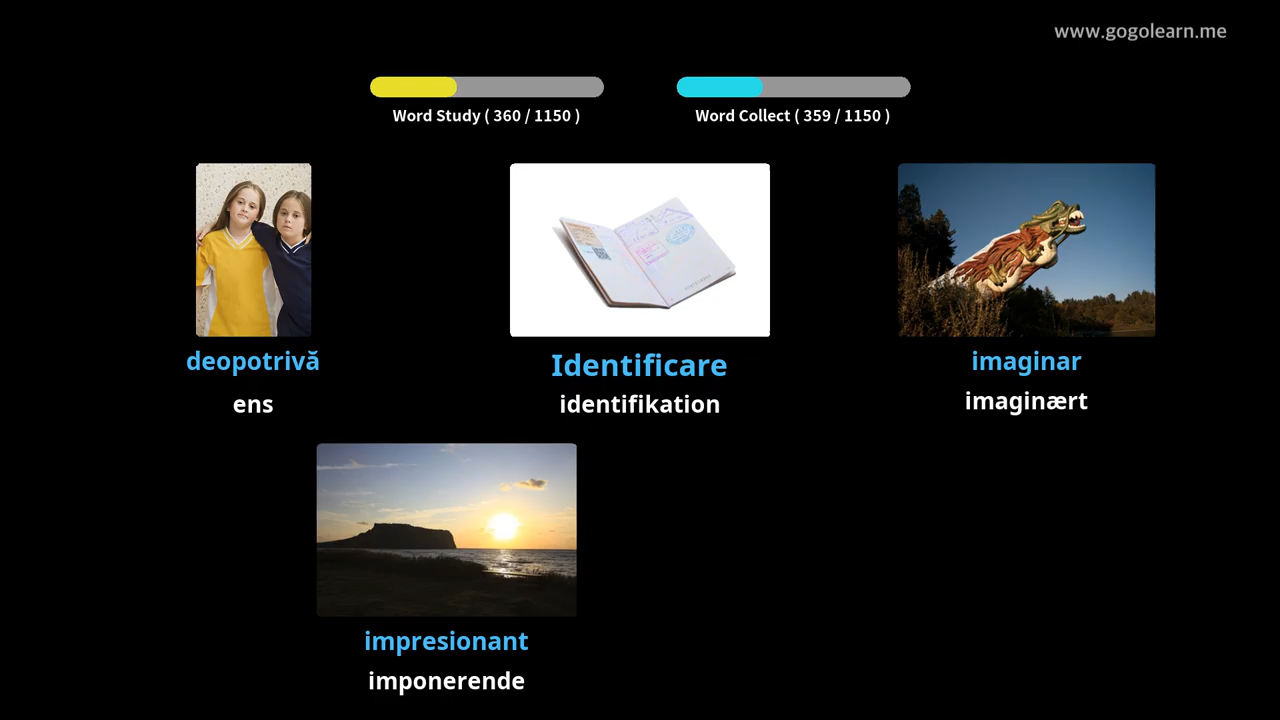 www.gogolearn.me
Word Study ( 360 / 1150 )
Word Collect ( 359 / 1150 )
deopotrivă
ens
Identificare
identifikation
imaginar
imaginært
impresionant
imponerende